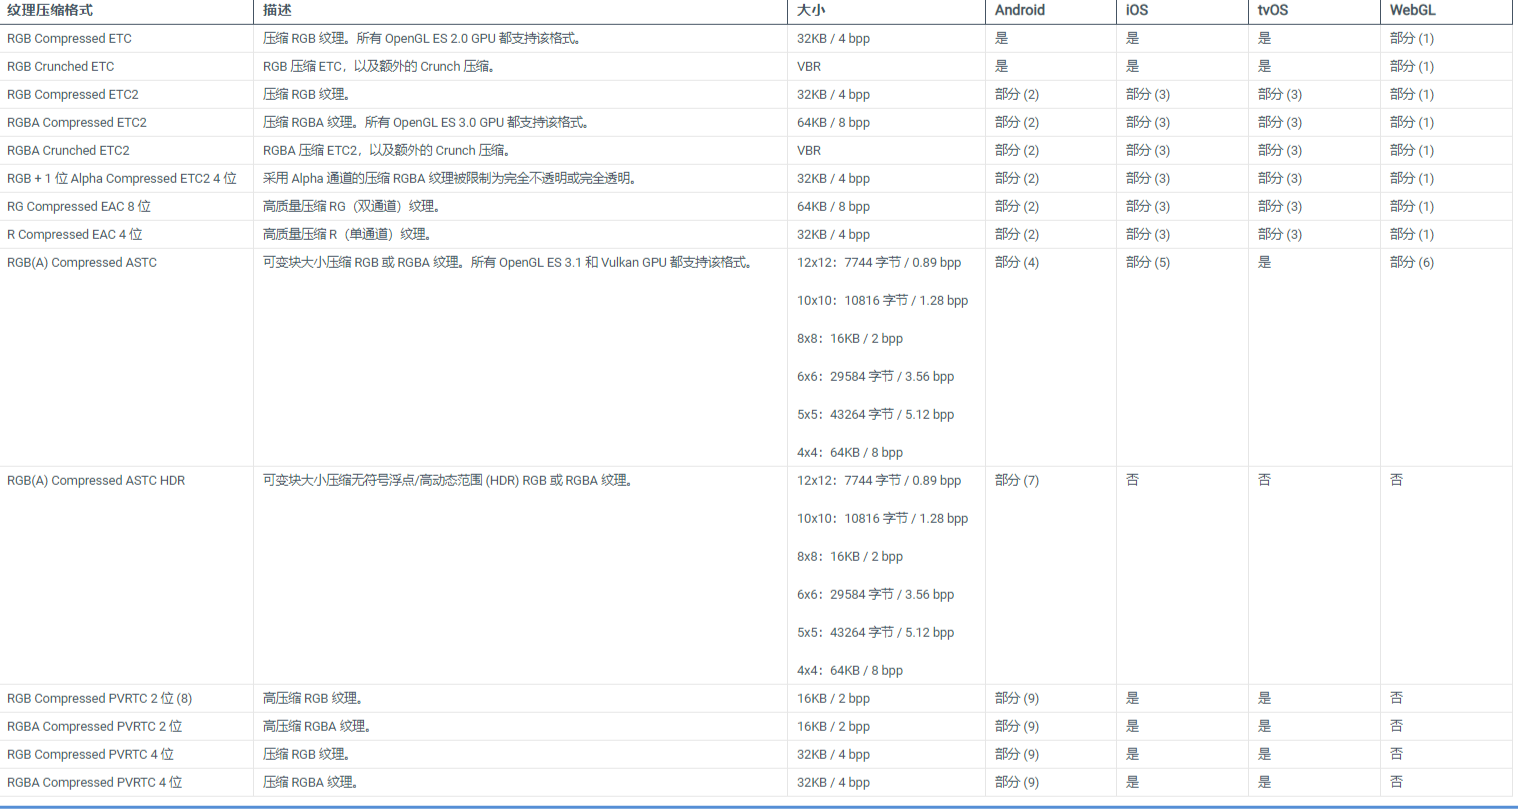 纹理压缩格式 描述 大小 Android iOS tvOS WebGL
RGB Compressed ETC 压缩 RGB 纹理。所有 OpenGL ES 2.0 GPU 都支持该格式。 32KB / 4 bpp 是 是 是 部分 (1)
RGB Crunched ETC RGB 压缩 ETC，以及额外的 Crunch 压缩。 VBR 是 是 是 部分 (1)
RGB Compressed ETC2 压缩 RGB 纹理。 32KB / 4 bpp 部分 (2) 部分 (3) 部分 (3) 部分 (1)
RGBA Compressed ETC2 压缩 RGBA 纹理。所有 OpenGL ES 3.0 GPU 都支持该格式。 64KB / 8 bpp 部分 (2) 部分 (3) 部分 (3) 部分 (1)
RGBA Crunched ETC2 RGBA 压缩 ETC2，以及额外的 Crunch 压缩。 VBR 部分 (2) 部分 (3) 部分 (3) 部分 (1)
RGB + 1 位 Alpha Compressed ETC2 4 位 采用 Alpha 通道的压缩 RGBA 纹理被限制为完全不透明或完全透明。 32KB / 4 bpp 部分 (2) 部分 (3) 部分 (3) 部分 (1)
RG Compressed EAC 8 位 高质量压缩 RG（双通道）纹理。 64KB / 8 bpp 部分 (2) 部分 (3) 部分 (3) 部分 (1)
R Compressed EAC 4 位 高质量压缩 R（单通道）纹理。 32KB / 4 bpp 部分 (2) 部分 (3) 部分 (3) 部分 (1)
RGB(A) Compressed ASTC 可变块大小压缩 RGB 或 RGBA 纹理。所有 OpenGL ES 3.1 和 Vulkan GPU 都支持该格式。 12x12：7744 字节 / 0.89 bpp 部分 (4) 部分 (5) 是 部分 (6)
10x10：10816 字节 / 1.28 bpp
8x8：16KB / 2 bpp
6x6：29584 字节 / 3.56 bpp
5x5：43264 字节 / 5.12 bpp
4x4：64KB / 8 bpp
RGB(A) Compressed ASTC HDR 可变块大小压缩无符号浮点/高动态范围 (HDR) RGB 或 RGBA 纹理。 12x12：7744 字节 / 0.89 bpp 部分 (7) 否 否 否
10x10：10816 字节 / 1.28 bpp
8x8：16KB / 2 bpp
6x6：29584 字节 / 3.56 bpp
5x5：43264 字节 / 5.12 bpp
4x4：64KB / 8 bpp
RGB Compressed PVRTC 2 位 (8) 高压缩 RGB 纹理。 16KB / 2 bpp 部分 (9) 是 是 否
RGBA Compressed PVRTC 2 位 高压缩 RGBA 纹理。 16KB / 2 bpp 部分 (9) 是 是 否
RGB Compressed PVRTC 4 位 压缩 RGB 纹理。 32KB / 4 bpp 部分 (9) 是 是 否
RGBA Compressed PVRTC 4 位 压缩 RGBA 纹理。 32KB / 4 bpp 部分 (9) 是 是 否